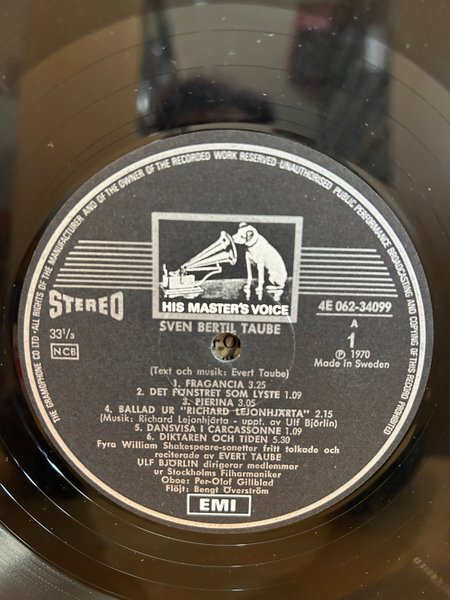 THE GRAMOPHONE CO LTD · ALL RIGHTS OF THE MANUFACTURER AND OF THE OWNER OF THE RECORDED WORK RESERVED · UNAUTHORISED PUBLIC PERFORMANCE BROADCASTING AND COPYING OF THIS RECORD PROHIBITED
HIS MASTER'S VOICE
STEREO
4E 062-34099
SVEN BERTIL TAUBE
33⅓
A
NCB
1
℗ 1970
Made in Sweden
(Text och musik: Evert Taube)
1. FRAGANCIA 3.25
2. DET FÖNSTRET SOM LYSTE 1.09
3. PIERINA 3.05
4. BALLAD UR "RICHARD LEJONHJÄRTA" 2.15
(Musik: Richard Lejonhjärta - uppt. av Ulf Björlin)
5. DANSVISA I CARCASSONNE 1.09
6. DIKTAREN OCH TIDEN 5.30
Fyra William Shakespeare-sonetter fritt tolkade och
reciterade av EVERT TAUBE
ULF BJÖRLIN dirigerar medlemmar
ur Stockholms Filharmoniker
Oboe: Per-Olof Gillblad
Flöjt: Bengt Överström
EMI